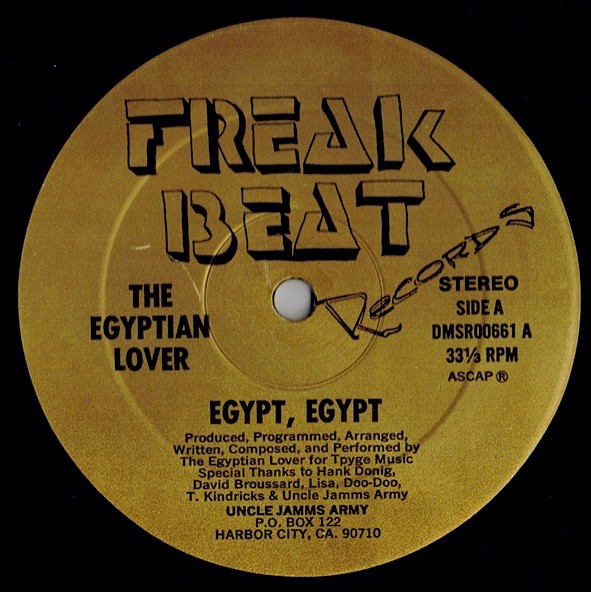 FREAK
BEAT
RECORDS
THE
EGYPTIAN
LOVER
STEREO
SIDE A
DMSR00661 A
33⅓ RPM
ASCAP ®
EGYPT, EGYPT
Produced, Programmed, Arranged,
Written, Composed, and Performed by
The Egyptian Lover for Tpyge Music
Special Thanks to Hank Donig,
David Broussard, Lisa, Doo-Doo,
T. Kindricks & Uncle Jamms Army
UNCLE JAMMS ARMY
P.O. BOX 122
HARBOR CITY, CA. 90710